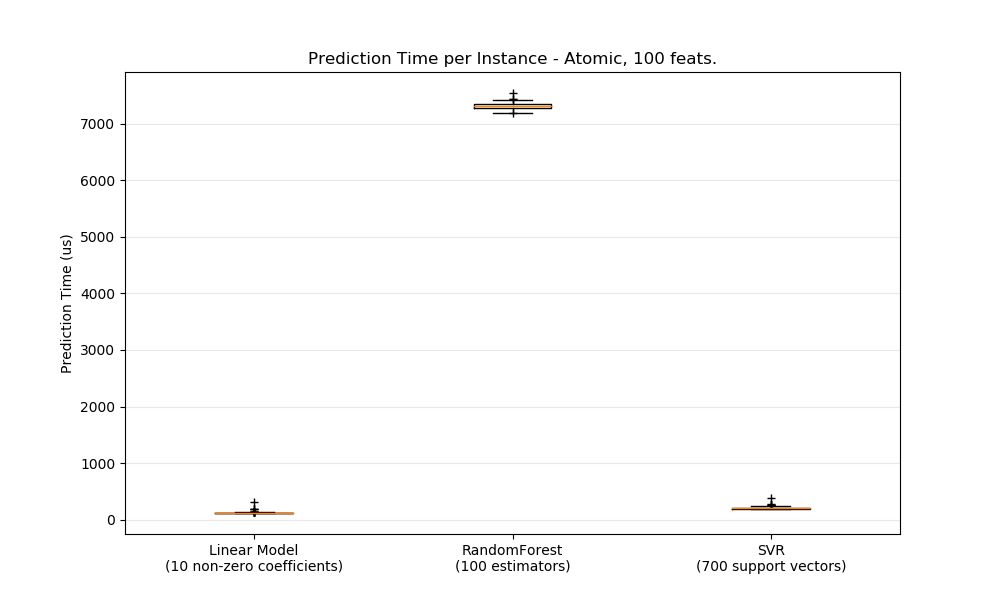 Prediction Time per Instance - Atomic, 100 feats.
Prediction Time (us)
7000
6000
5000
4000
3000
2000
1000
0
Linear Model
(10 non-zero coefficients)
RandomForest
(100 estimators)
SVR
(700 support vectors)